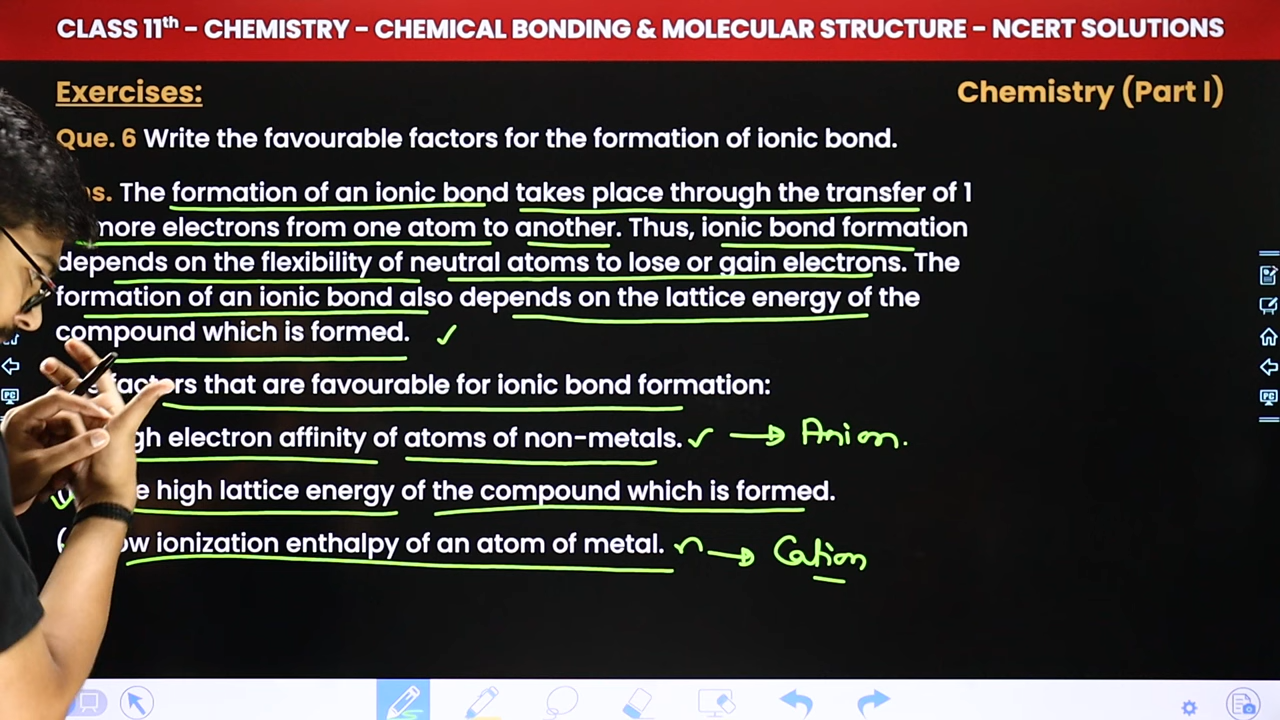 CLASS 11th - CHEMISTRY - CHEMICAL BONDING & MOLECULAR STRUCTURE - NCERT SOLUTIONS
Exercises: Chemistry (Part I)
Que. 6 Write the favourable factors for the formation of ionic bond.
The formation of an ionic bond takes place through the transfer of 1
more electrons from one atom to another. Thus, ionic bond formation
depends on the flexibility of neutral atoms to lose or gain electrons. The
formation of an ionic bond also depends on the lattice energy of the
compound which is formed. ✓
factors that are favourable for ionic bond formation:
electron affinity of atoms of non-metals. ✓ → Anion.
high lattice energy of the compound which is formed.
ionization enthalpy of an atom of metal. → Cation
PC
PC